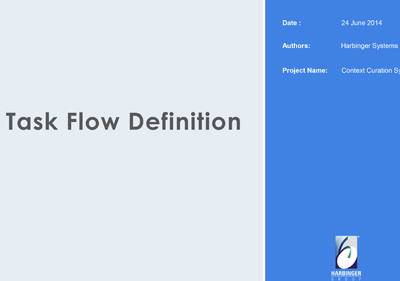 Task Flow Definition
Date : 24 June 2014
Authors: Harbinger Systems
Project Name: Context Curation Sy
HARBINGER
GROUP